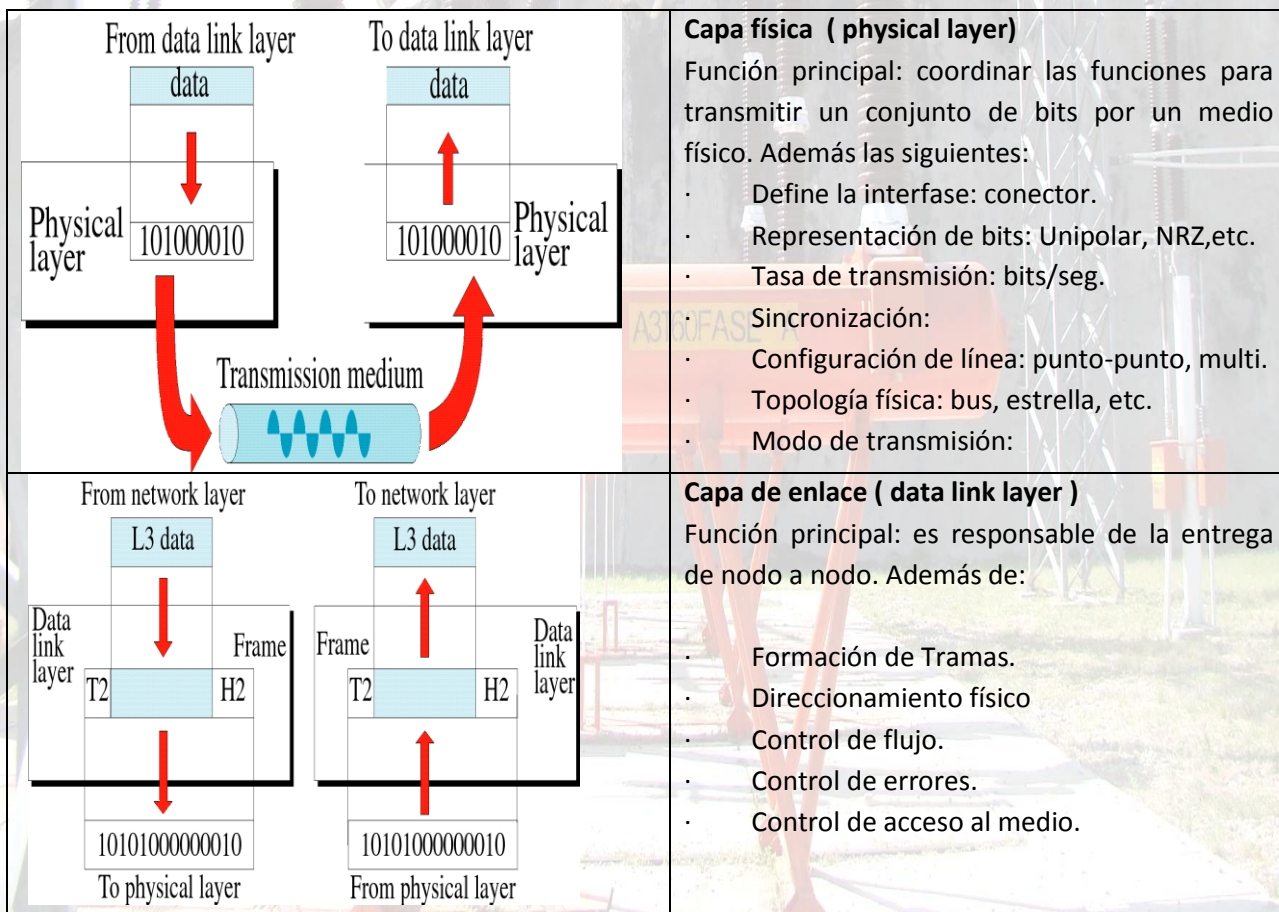 From data link layer
To data link layer
data
data
Physical
layer
101000010
101000010
Physical
layer
Transmission medium
Capa física ( physical layer)
Función principal: coordinar las funciones para
transmitir un conjunto de bits por un medio
físico. Además las siguientes:
· Define la interfase: conector.
· Representación de bits: Unipolar, NRZ,etc.
· Tasa de transmisión: bits/seg.
· Sincronización:
· Configuración de línea: punto-punto, multi.
· Topología física: bus, estrella, etc.
· Modo de transmisión:
A3T60FASE A
From network layer
To network layer
L3 data
L3 data
Data
link
layer
Frame
Frame
Data
link
layer
T2
H2
T2
H2
10101000000010
10101000000010
To physical layer
From physical layer
Capa de enlace ( data link layer )
Función principal: es responsable de la entrega
de nodo a nodo. Además de:
· Formación de Tramas.
· Direccionamiento físico
· Control de flujo.
· Control de errores.
· Control de acceso al medio.